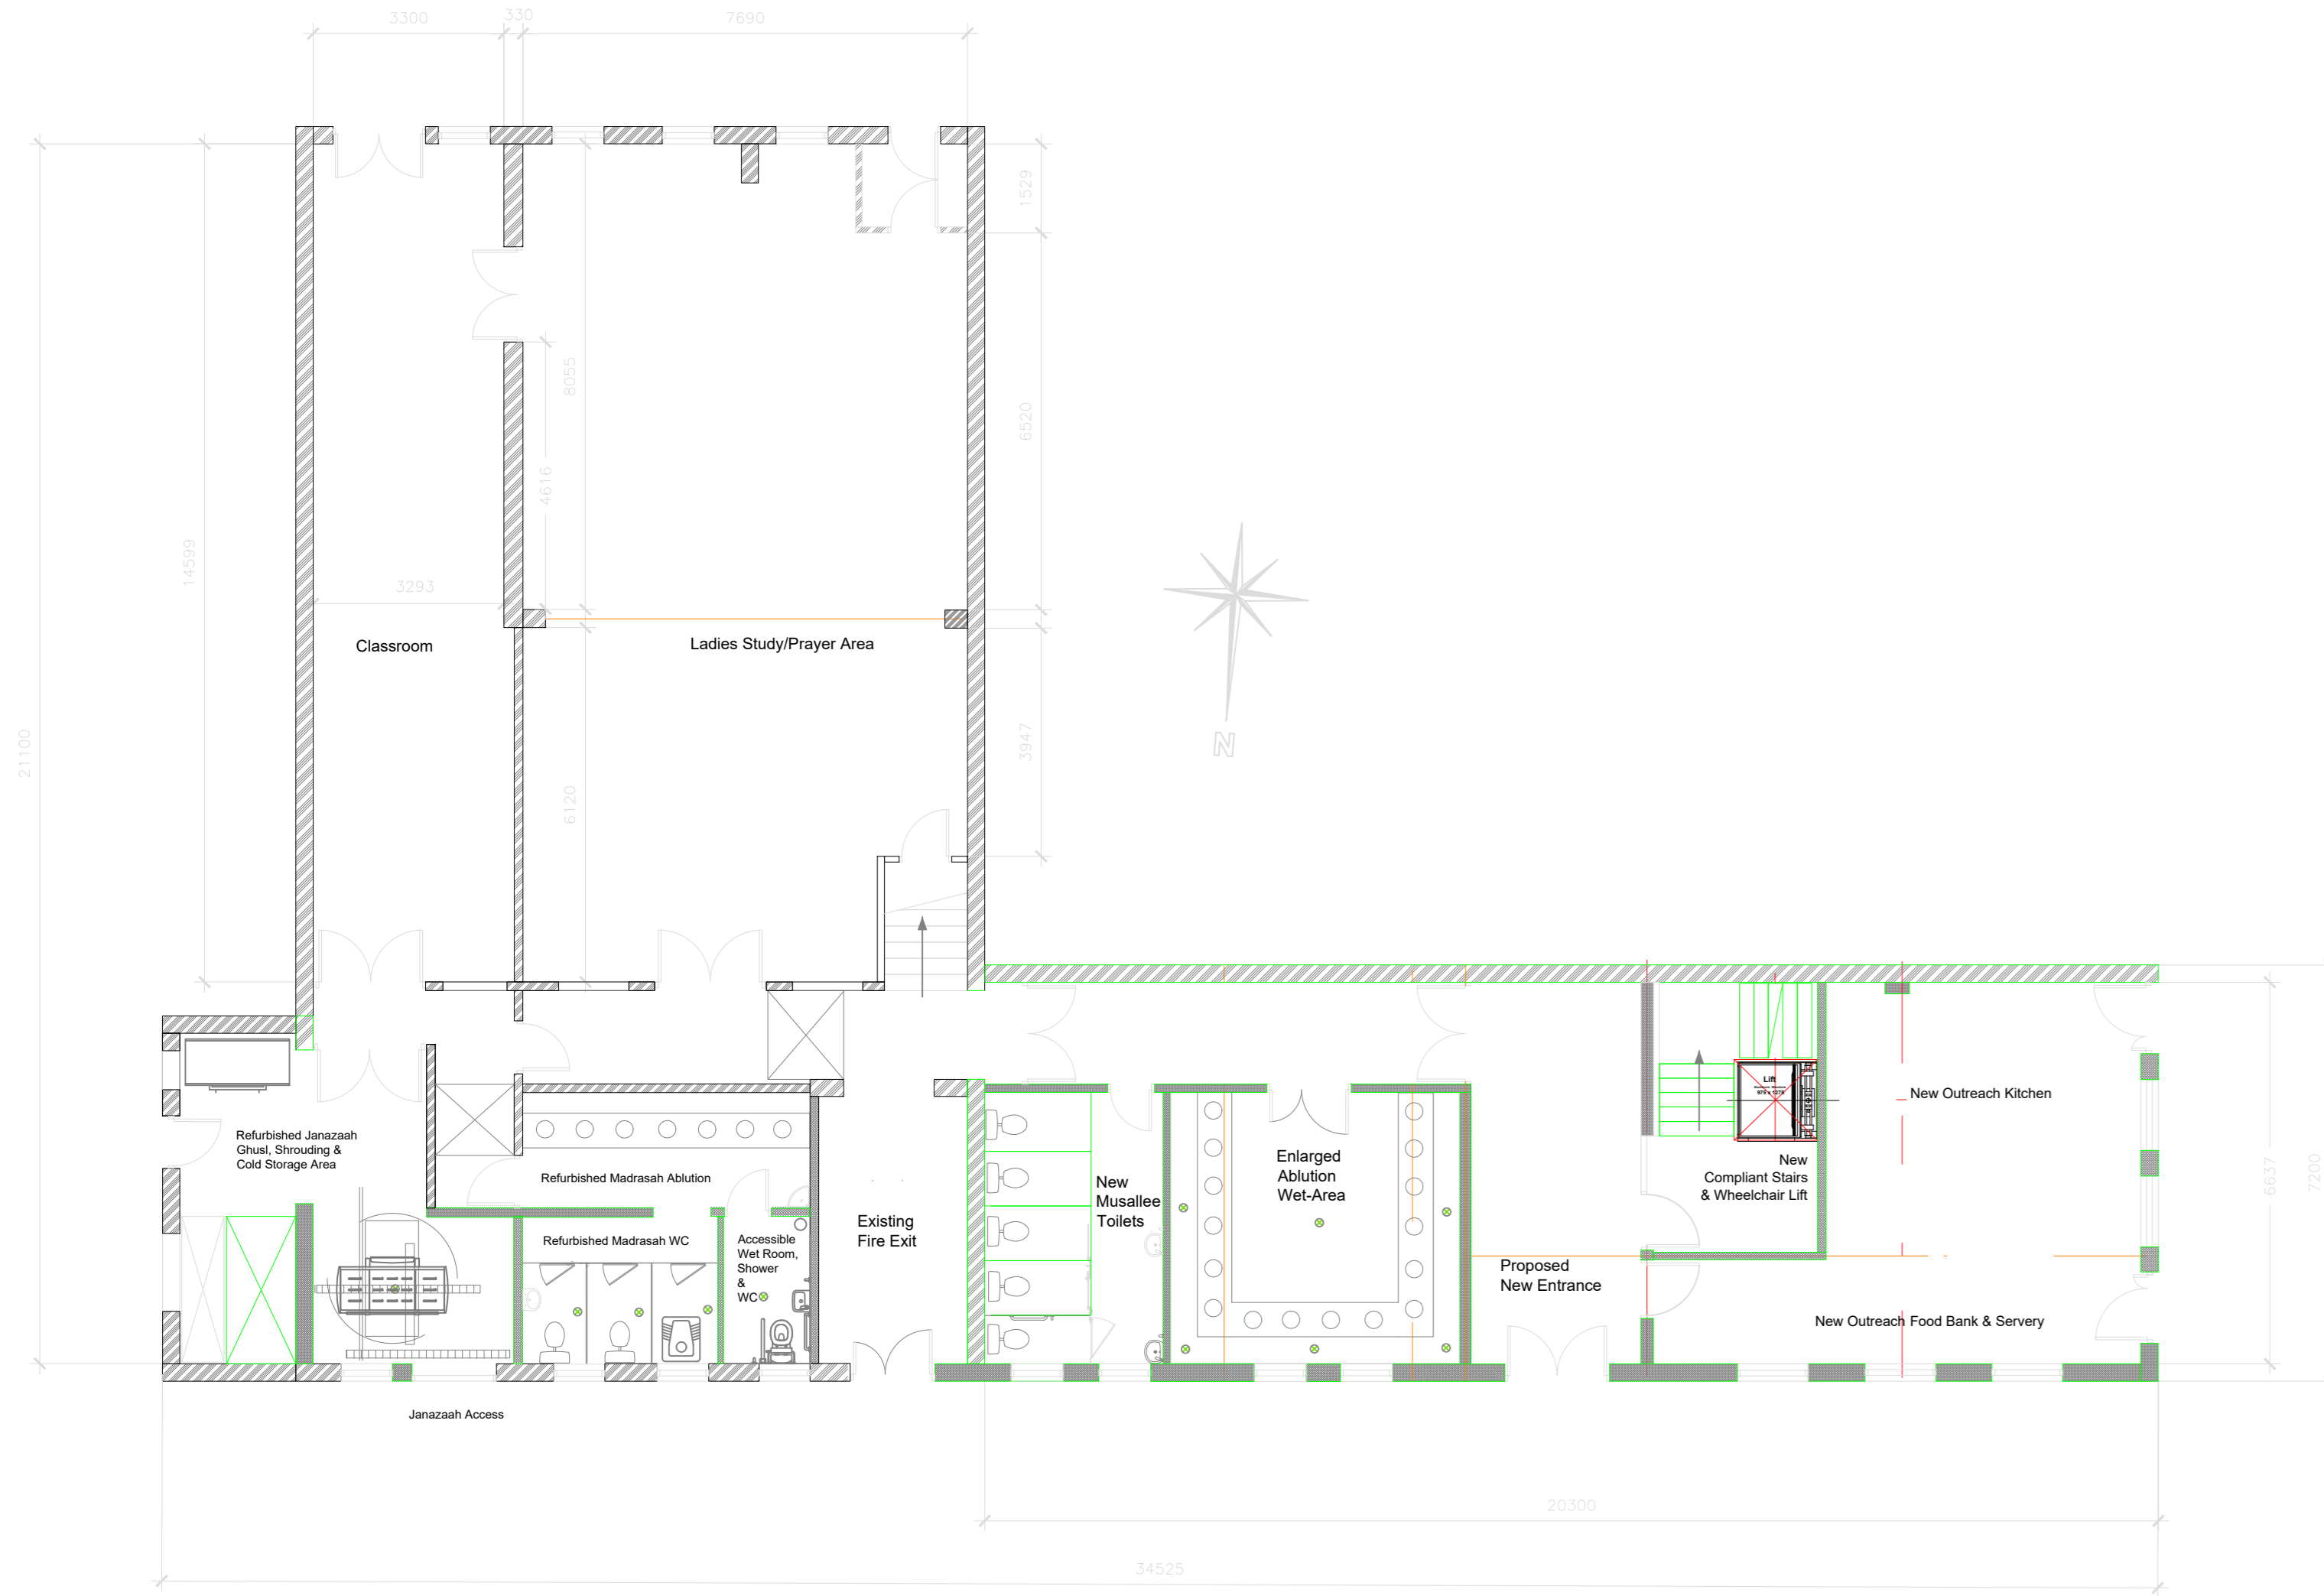 3300
330
7690
1529
8055
6520
4616
14599
3293
Classroom
Ladies Study/Prayer Area
N
21100
3947
6120
Refurbished Janazaah
Ghusl, Shrouding &
Cold Storage Area
Refurbished Madrasah Ablution
Refurbished Madrasah WC
Accessible
Wet Room,
Shower
&
WC
Existing
Fire Exit
New
Musallee
Toilets
Enlarged
Ablution
Wet-Area
Proposed
New Entrance
Lift
New
Compliant Stairs
& Wheelchair Lift
New Outreach Kitchen
New Outreach Food Bank & Servery
6637
7200
Janazaah Access
20300
34525